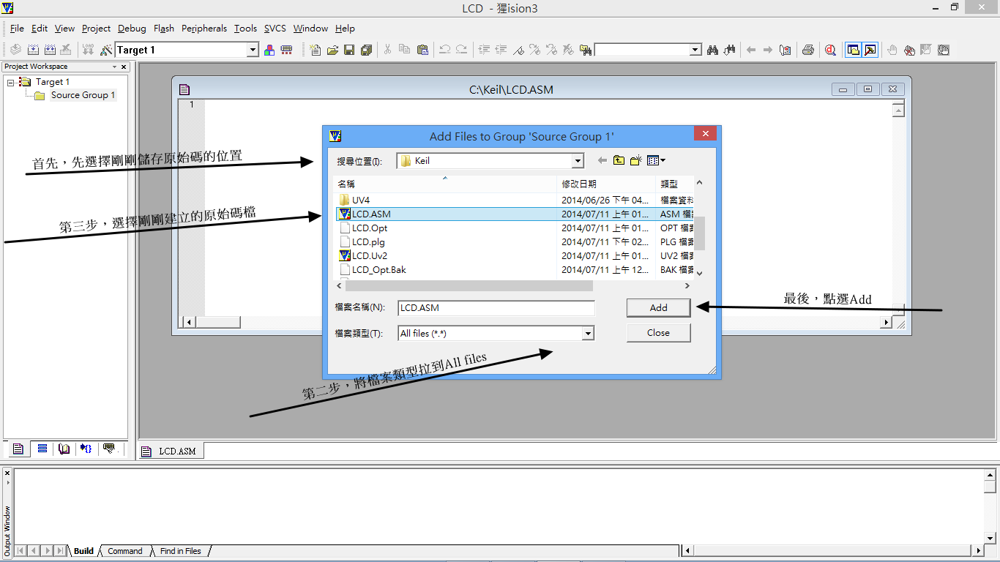 LCD - 猩ision3
File Edit View Project Debug Flash Peripherals Tools SVCS Window Help
LOAD Target 1
Project Workspace
Target 1
Source Group 1
C:\Keil\LCD.ASM
1
Add Files to Group 'Source Group 1'
首先，先選擇剛剛儲存原始碼的位置
搜尋位置(I): Keil
名稱 修改日期 類型
UV4 2014/06/26 下午 04... 檔案資料
第三步，選擇剛剛建立的原始碼檔
LCD.ASM 2014/07/11 上午 01... ASM 檔
LCD.Opt 2014/07/11 上午 01... OPT 檔案
LCD.plg 2014/07/11 下午 02... PLG 檔案
LCD.Uv2 2014/07/11 上午 01... UV2 檔案
LCD_Opt.Bak 2014/07/11 上午 12... BAK 檔案
檔案名稱(N): LCD.ASM Add
最後，點選Add
檔案類型(T): All files (*.*) Close
第二步，將檔案類型拉到All files
LCD.ASM
Output Window
Build Command Find in Files